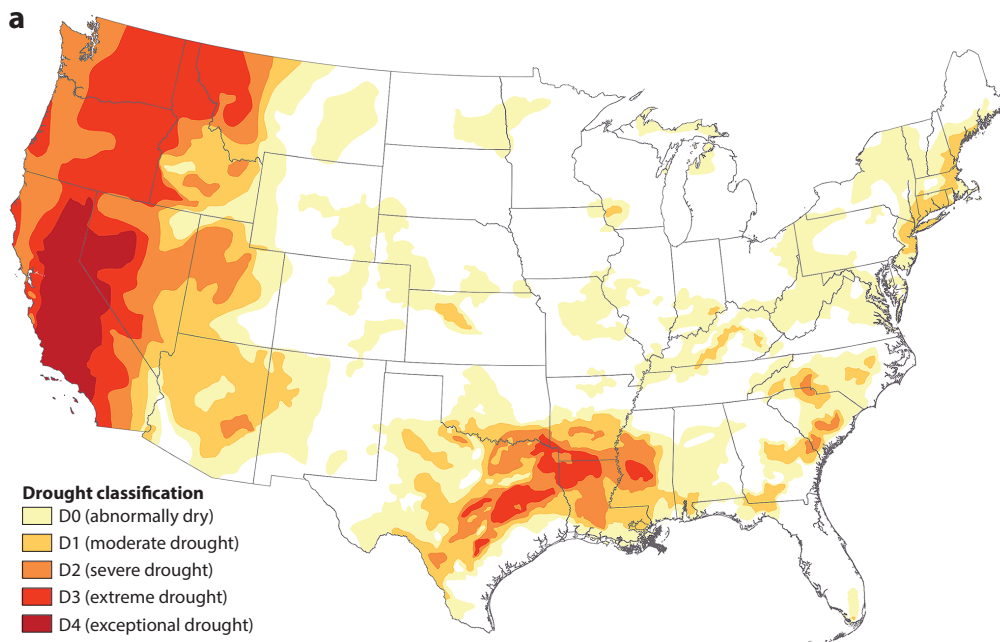 a
Drought classification
D0 (abnormally dry)
D1 (moderate drought)
D2 (severe drought)
D3 (extreme drought)
D4 (exceptional drought)